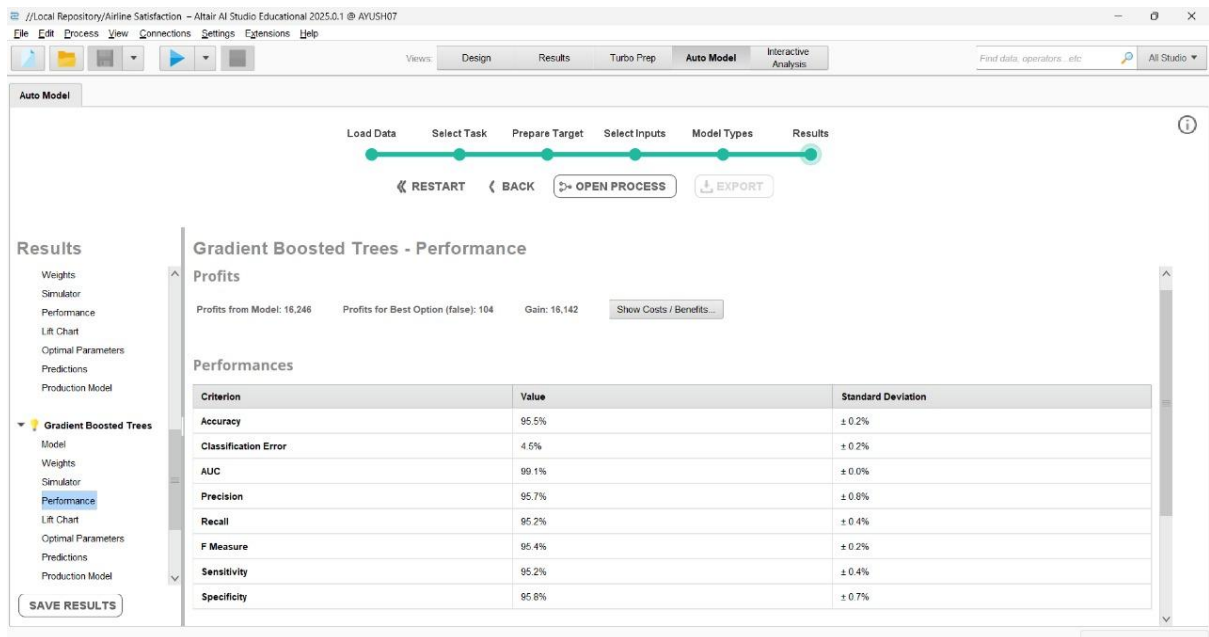 //Local Repository/Airline Satisfaction – Altair AI Studio Educational 2025.0.1 @ AYUSH07
File Edit Process View Connections Settings Extensions Help
Views: Design Results Turbo Prep Auto Model Interactive Analysis Find data, operators...etc All Studio
Auto Model
Load Data Select Task Prepare Target Select Inputs Model Types Results
RESTART BACK OPEN PROCESS EXPORT
Results
Weights
Simulator
Performance
Lift Chart
Optimal Parameters
Predictions
Production Model
Gradient Boosted Trees
Model
Weights
Simulator
Performance
Lift Chart
Optimal Parameters
Predictions
Production Model
SAVE RESULTS
Gradient Boosted Trees - Performance
Profits
Profits from Model: 16,246 Profits for Best Option (false): 104 Gain: 16,142 Show Costs / Benefits...
Performances
Criterion Value Standard Deviation
Accuracy 95.5% ± 0.2%
Classification Error 4.5% ± 0.2%
AUC 99.1% ± 0.0%
Precision 95.7% ± 0.8%
Recall 95.2% ± 0.4%
F Measure 95.4% ± 0.2%
Sensitivity 95.2% ± 0.4%
Specificity 95.8% ± 0.7%